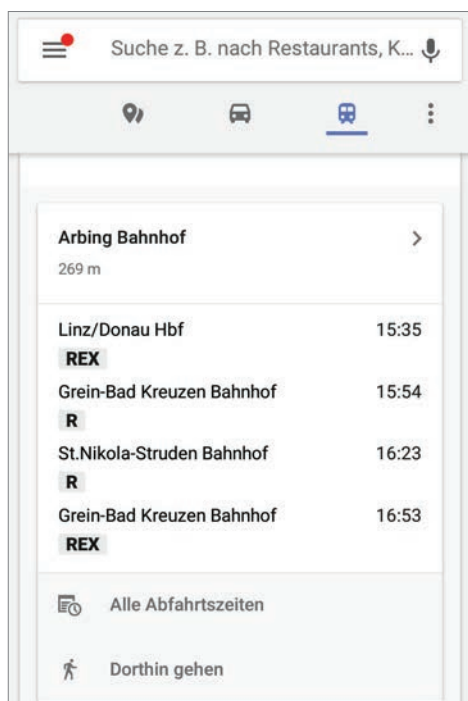 Suche z. B. nach Restaurants, K...
Arbing Bahnhof
269 m
Linz/Donau Hbf 15:35
REX
Grein-Bad Kreuzen Bahnhof 15:54
R
St.Nikola-Struden Bahnhof 16:23
R
Grein-Bad Kreuzen Bahnhof 16:53
REX
Alle Abfahrtszeiten
Dorthin gehen